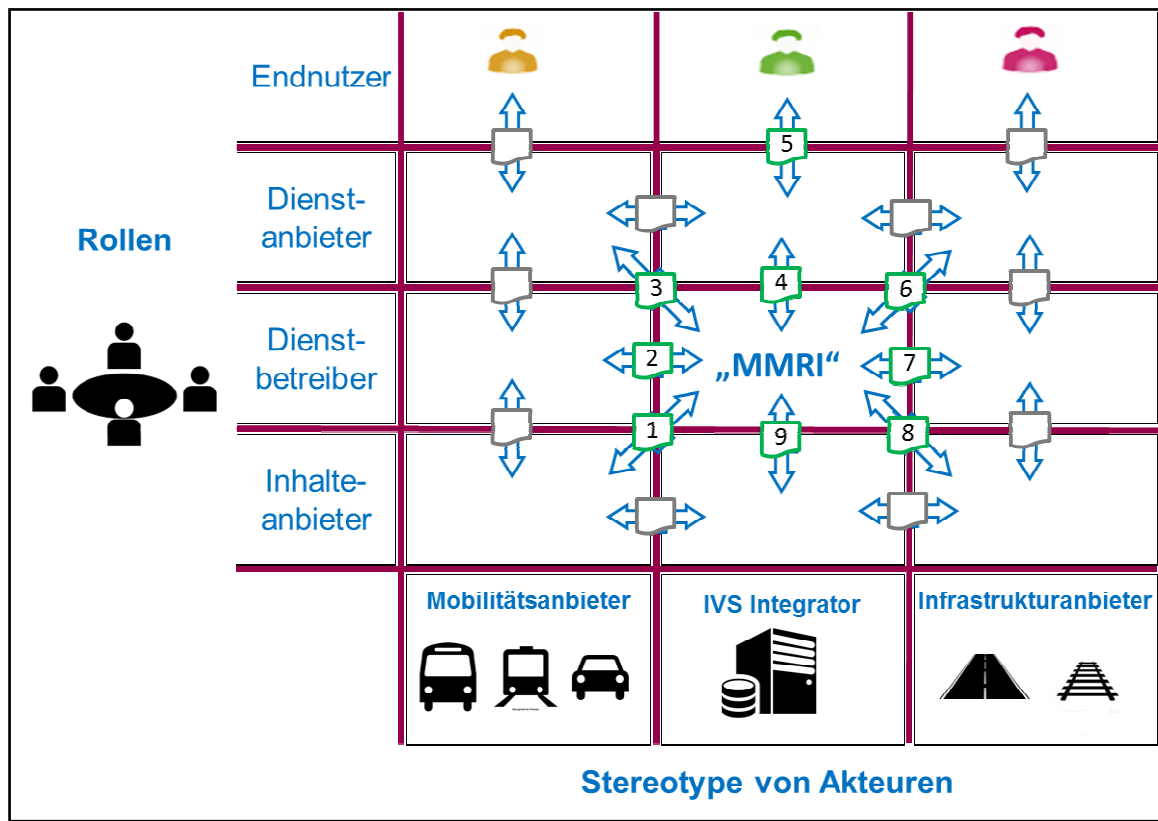 Endnutzer
5
Dienst-
anbieter
Rollen
3
4
6
Dienst-
betreiber
2
„MMRI“
7
1
9
8
Inhalte-
anbieter
Mobilitätsanbieter
IVS Integrator
Infrastrukturanbieter
Stereotype von Akteuren